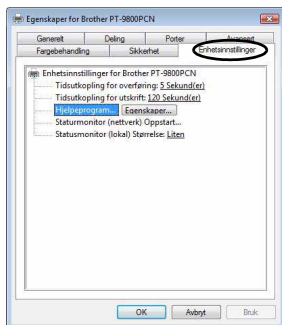 Egenskaper for Brother PT-9800PCN
Generelt Deling Porter Avansert
Fargebehandling Sikkerhet Enhetsinnstillinger
Enhetsinnstillinger for Brother PT-9800PCN
Tidsutkopling for overføring: 5 Sekund(er)
Tidsutkopling for utskrift: 120 Sekund(er)
Hjelpeprogram... Egenskaper...
Staturmonitor (nettverk) Oppstart...
Statusmonitor (lokal) Størrelse: Liten
OK Avbryt Bruk